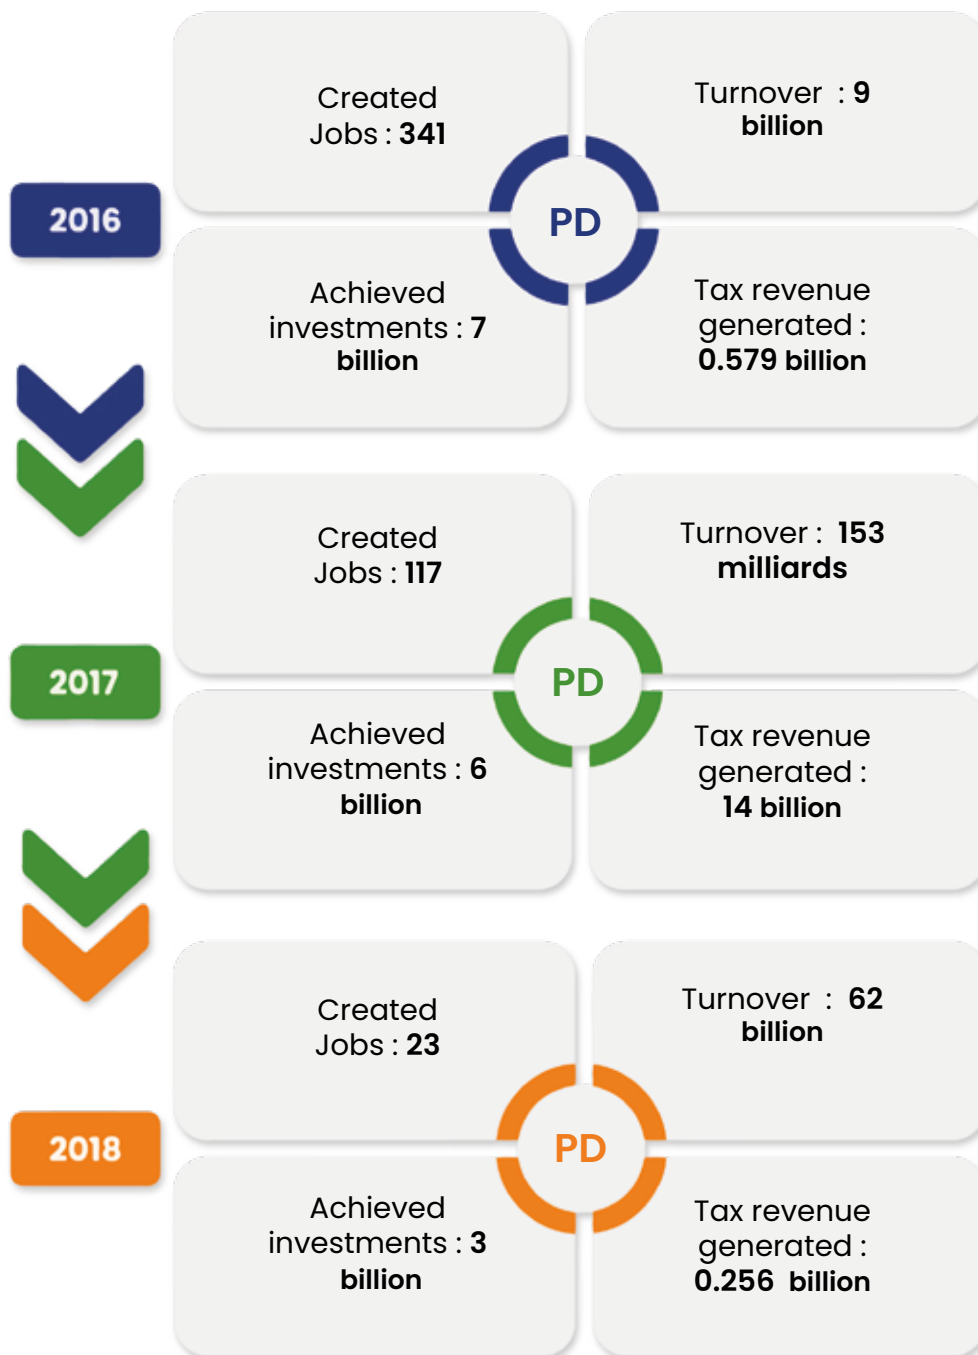 2016
Created
Jobs : 341
Turnover : 9
billion
PD
Achieved
investments : 7
billion
Tax revenue
generated :
0.579 billion
2017
Created
Jobs : 117
Turnover : 153
milliards
PD
Achieved
investments : 6
billion
Tax revenue
generated :
14 billion
2018
Created
Jobs : 23
Turnover : 62
billion
PD
Achieved
investments : 3
billion
Tax revenue
generated :
0.256 billion